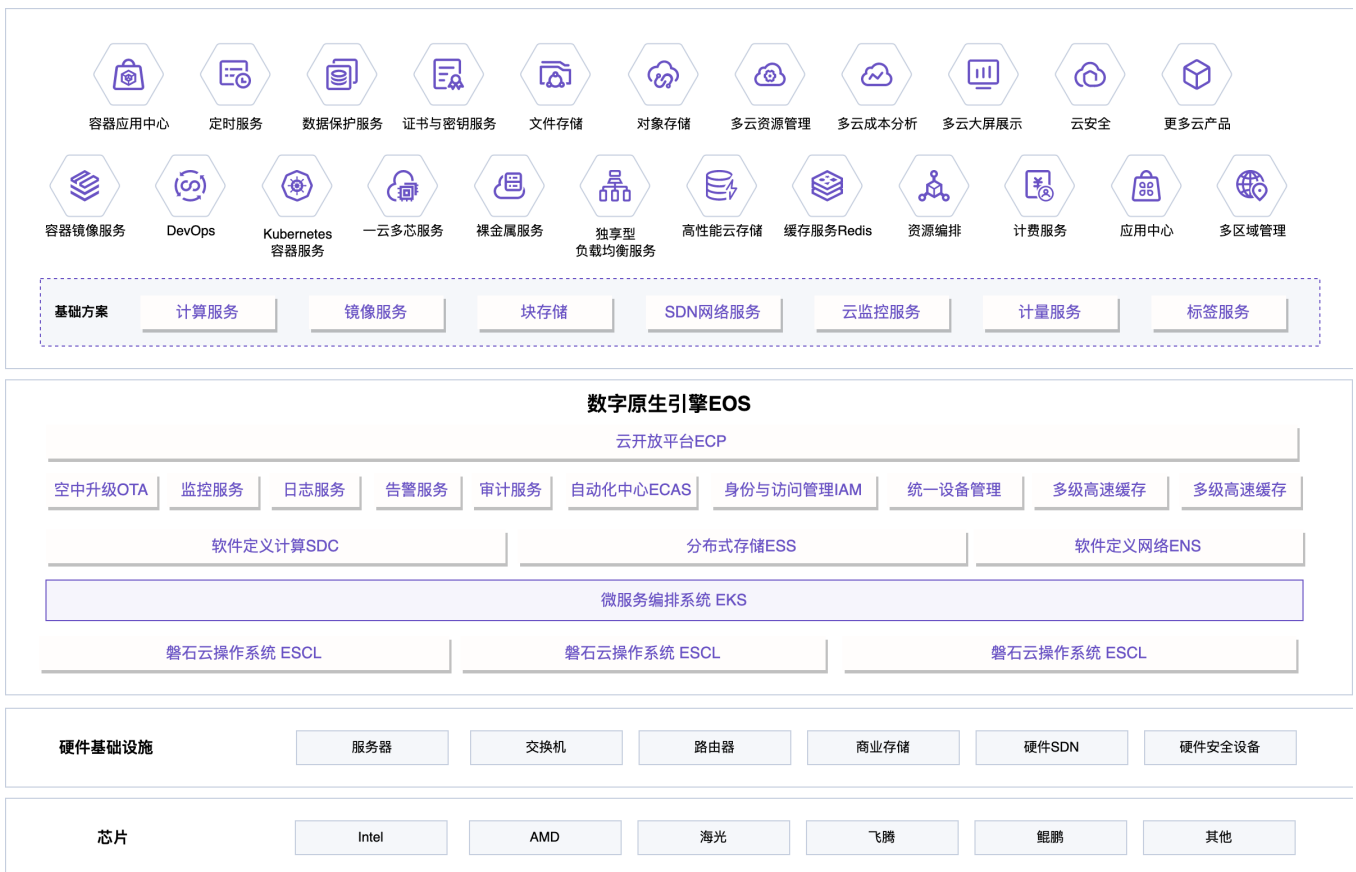 容器应用中心
定时服务
数据保护服务
证书与密钥服务
文件存储
对象存储
多云资源管理
多云成本分析
多云大屏展示
云安全
更多云产品
容器镜像服务
DevOps
Kubernetes
容器服务
一云多芯服务
裸金属服务
独享型
负载均衡服务
高性能云存储
缓存服务Redis
资源编排
计费服务
应用中心
多区域管理
基础方案
计算服务
镜像服务
块存储
SDN网络服务
云监控服务
计量服务
标签服务
数字原生引擎EOS
云开放平台ECP
空中升级OTA
监控服务
日志服务
告警服务
审计服务
自动化中心ECAS
身份与访问管理IAM
统一设备管理
多级高速缓存
多级高速缓存
软件定义计算SDC
分布式存储ESS
软件定义网络ENS
微服务编排系统 EKS
磐石云操作系统 ESCL
磐石云操作系统 ESCL
磐石云操作系统 ESCL
硬件基础设施
服务器
交换机
路由器
商业存储
硬件SDN
硬件安全设备
芯片
Intel
AMD
海光
飞腾
鲲鹏
其他